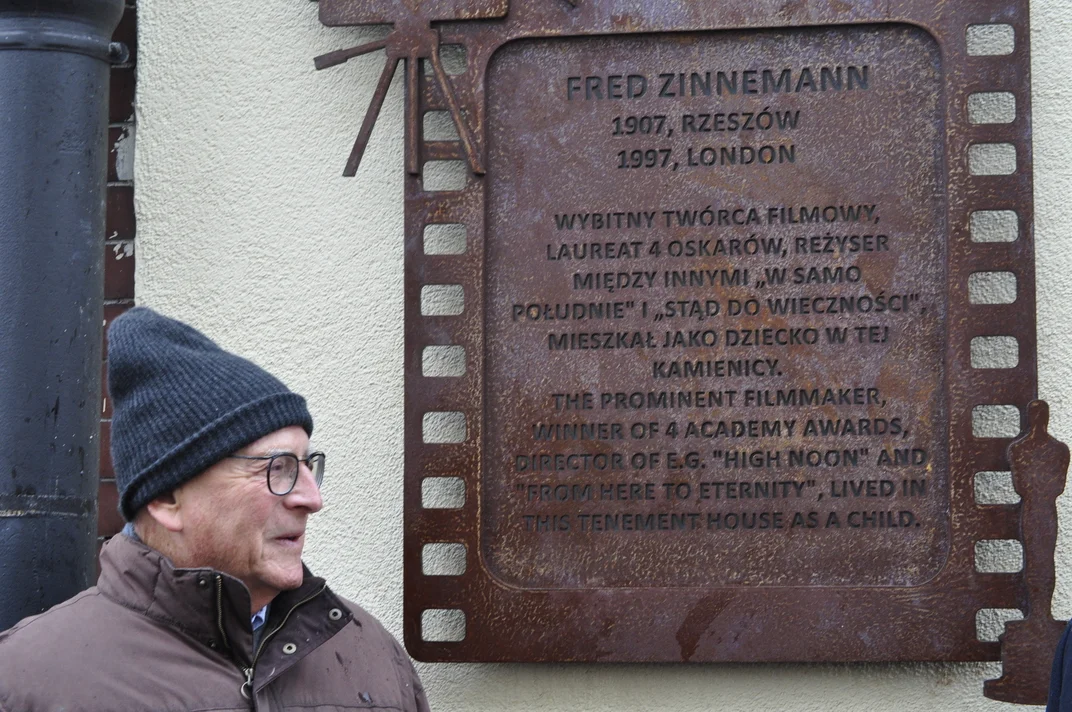 FRED ZINNEMANN
1907, RZESZÓW
1997, LONDON
WYBITNY TWÓRCA FILMOWY,
LAUREAT 4 OSKARÓW, REŻYSER
MIĘDZY INNYMI „W SAMO
POŁUDNIE" I „STĄD DO WIECZNOŚCI",
MIESZKAŁ JAKO DZIECKO W TEJ
KAMIENICY.
THE PROMINENT FILMMAKER,
WINNER OF 4 ACADEMY AWARDS,
DIRECTOR OF E.G. "HIGH NOON" AND
"FROM HERE TO ETERNITY", LIVED IN
THIS TENEMENT HOUSE AS A CHILD.